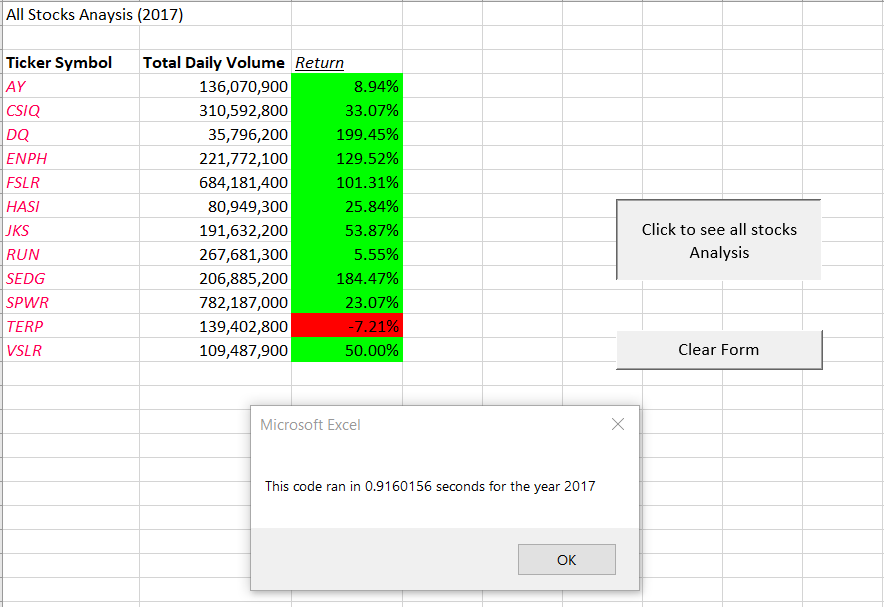 All Stocks Anaysis (2017)
Ticker Symbol Total Daily Volume Return
AY 136,070,900 8.94%
CSIQ 310,592,800 33.07%
DQ 35,796,200 199.45%
ENPH 221,772,100 129.52%
FSLR 684,181,400 101.31%
HASI 80,949,300 25.84%
JKS 191,632,200 53.87%
RUN 267,681,300 5.55%
SEDG 206,885,200 184.47%
SPWR 782,187,000 23.07%
TERP 139,402,800 -7.21%
VSLR 109,487,900 50.00%
Click to see all stocks
Analysis
Clear Form
Microsoft Excel
This code ran in 0.9160156 seconds for the year 2017
OK